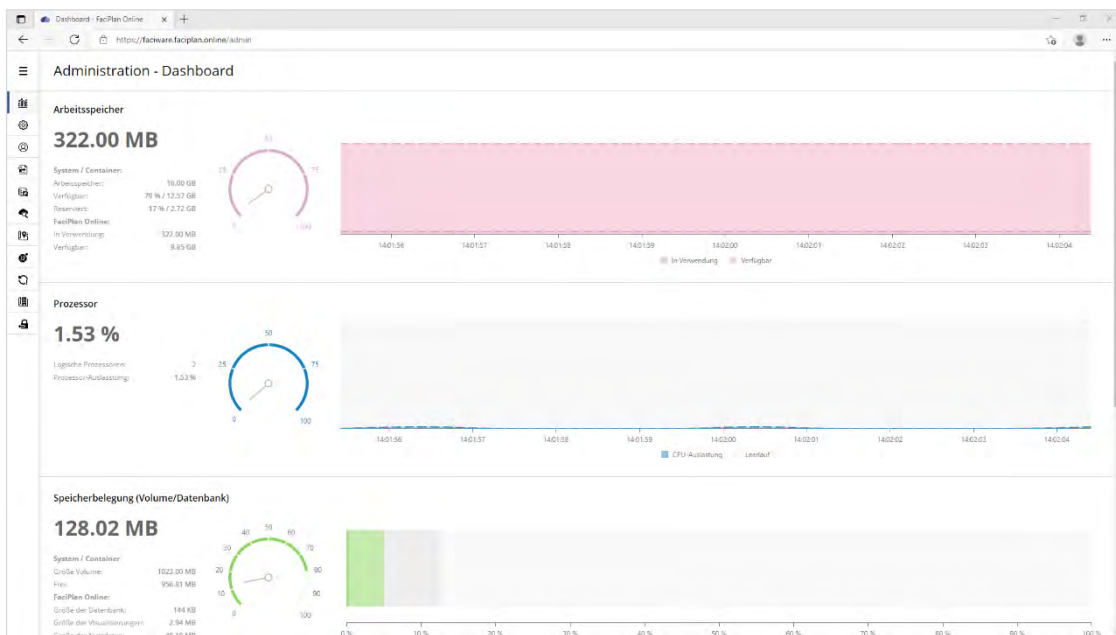 Dashboard - FaciPlan Online
https://faciware.faciplan.online/admin
Administration - Dashboard
Arbeitsspeicher
322.00 MB
System / Container:
Arbeitsspeicher: 16.00 GB
Verfügbar: 79 % / 12.57 GB
Reserviert: 17 % / 2.72 GB
FaciPlan Online:
In Verwendung: 322.00 MB
Verfügbar: 9.85 GB
0 25 50 75 100
14:01:56 14:01:57 14:01:58 14:01:59 14:02:00 14:02:01 14:02:02 14:02:03 14:02:04
In Verwendung Verfügbar
Prozessor
1.53 %
Logische Prozessoren: 2
Prozessor-Auslastung: 1.53 %
0 25 50 75 100
14:01:56 14:01:57 14:01:58 14:01:59 14:02:00 14:02:01 14:02:02 14:02:03 14:02:04
CPU-Auslastung Leerlauf
Speicherbelegung (Volume/Datenbank)
128.02 MB
System / Container
Größe Volume: 1023.00 MB
Frei: 956.81 MB
FaciPlan Online:
Größe der Datenbank: 144 KB
Größe der Visualisierungen: 2.94 MB
0 10 20 30 40 50 60 70 80 90 100
0 % 10 % 20 % 30 % 40 % 50 % 60 % 70 % 80 % 90 % 100 %